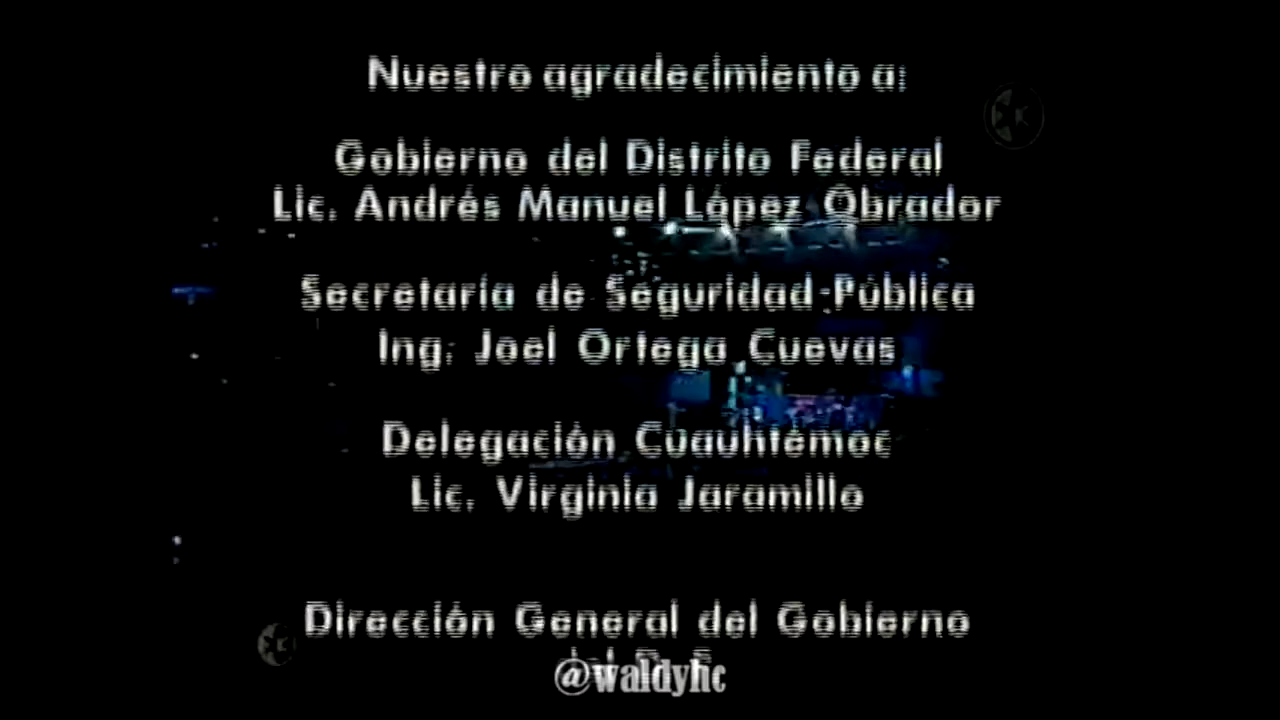 Nuestro agradecimiento a:
Gobierno del Distrito Federal
Lic. Andrés Manuel López Obrador
Secretaría de Seguridad Pública
Ing. Joel Ortega Cuevas
Delegación Cuauhtémoc
Lic. Virginia Jaramillo
Dirección General del Gobierno
@waldyhc